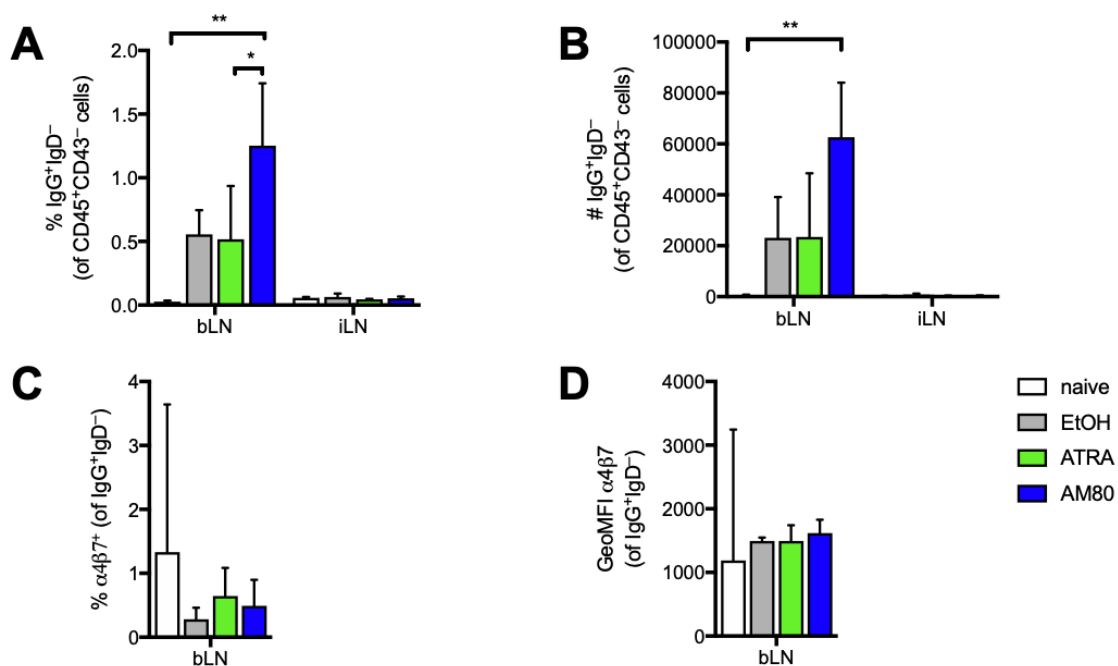 A
**
*
2.0
1.5
1.0
0.5
0.0
% IgG⁺IgD⁻
(of CD45⁺CD43⁻ cells)
bLN
iLN
B
**
100000
80000
60000
40000
20000
0
# IgG⁺IgD⁻
(of CD45⁺CD43⁻ cells)
bLN
iLN
C
4
3
2
1
0
% α4β7⁺ (of IgG⁺IgD⁻)
bLN
D
4000
3000
2000
1000
0
GeoMFI α4β7
(of IgG⁺IgD⁻)
bLN
naive
EtOH
ATRA
AM80